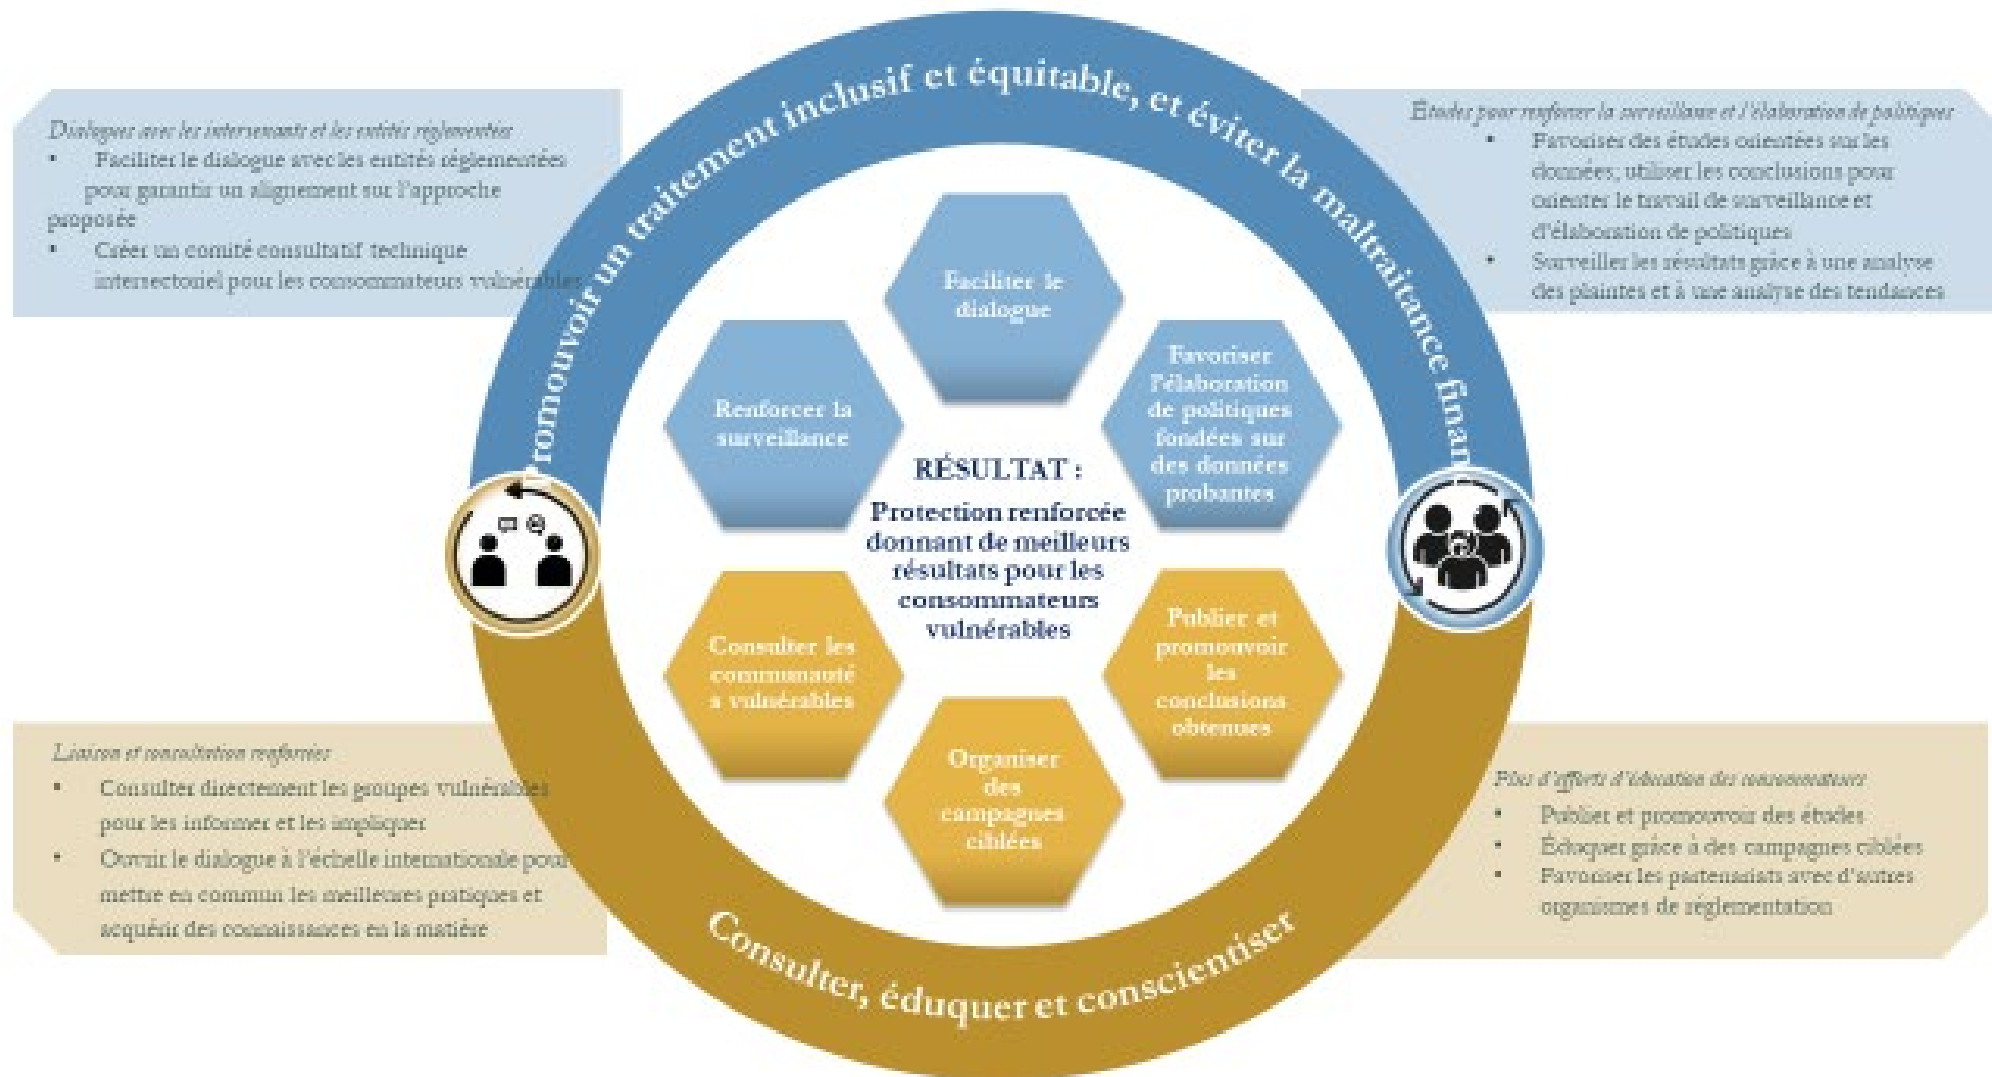 Promouvoir un traitement inclusif et équitable, et éviter la maltraitance finan
Dialogues avec les intervenants et les entités réglementées
• Faciliter le dialogue avec les entités réglementées
pour garantir un alignement sur l'approche
proposée
• Créer un comité consultatif technique
intersectoriel pour les consommateurs vulnérables
Études pour renforcer la surveillance et l'élaboration de politiques
• Favoriser des études orientées sur les
données; utiliser les conclusions pour
orienter le travail de surveillance et
d'élaboration de politiques
• Surveiller les résultats grâce à une analyse
des plaintes et à une analyse des tendances
Faciliter le
dialogue
Renforcer la
surveillance
Favoriser
l'élaboration
de politiques
fondées sur
des données
probantes
RÉSULTAT :
Protection renforcée
donnant de meilleurs
résultats pour les
consommateurs
vulnérables
Consulter les
communauté
s vulnérables
Publier et
promouvoir
les
conclusions
obtenues
Organiser
des
campagnes
ciblées
Liaison et consultation renforcées
• Consulter directement les groupes vulnérables
pour les informer et les impliquer
• Ouvrir le dialogue à l'échelle internationale pour
mettre en commun les meilleures pratiques et
acquérir des connaissances en la matière
Plus d'efforts d'éducation des consommateurs
• Publier et promouvoir des études
• Éduquer grâce à des campagnes ciblées
• Favoriser les partenariats avec d'autres
organismes de réglementation
Consulter, éduquer et conscientiser